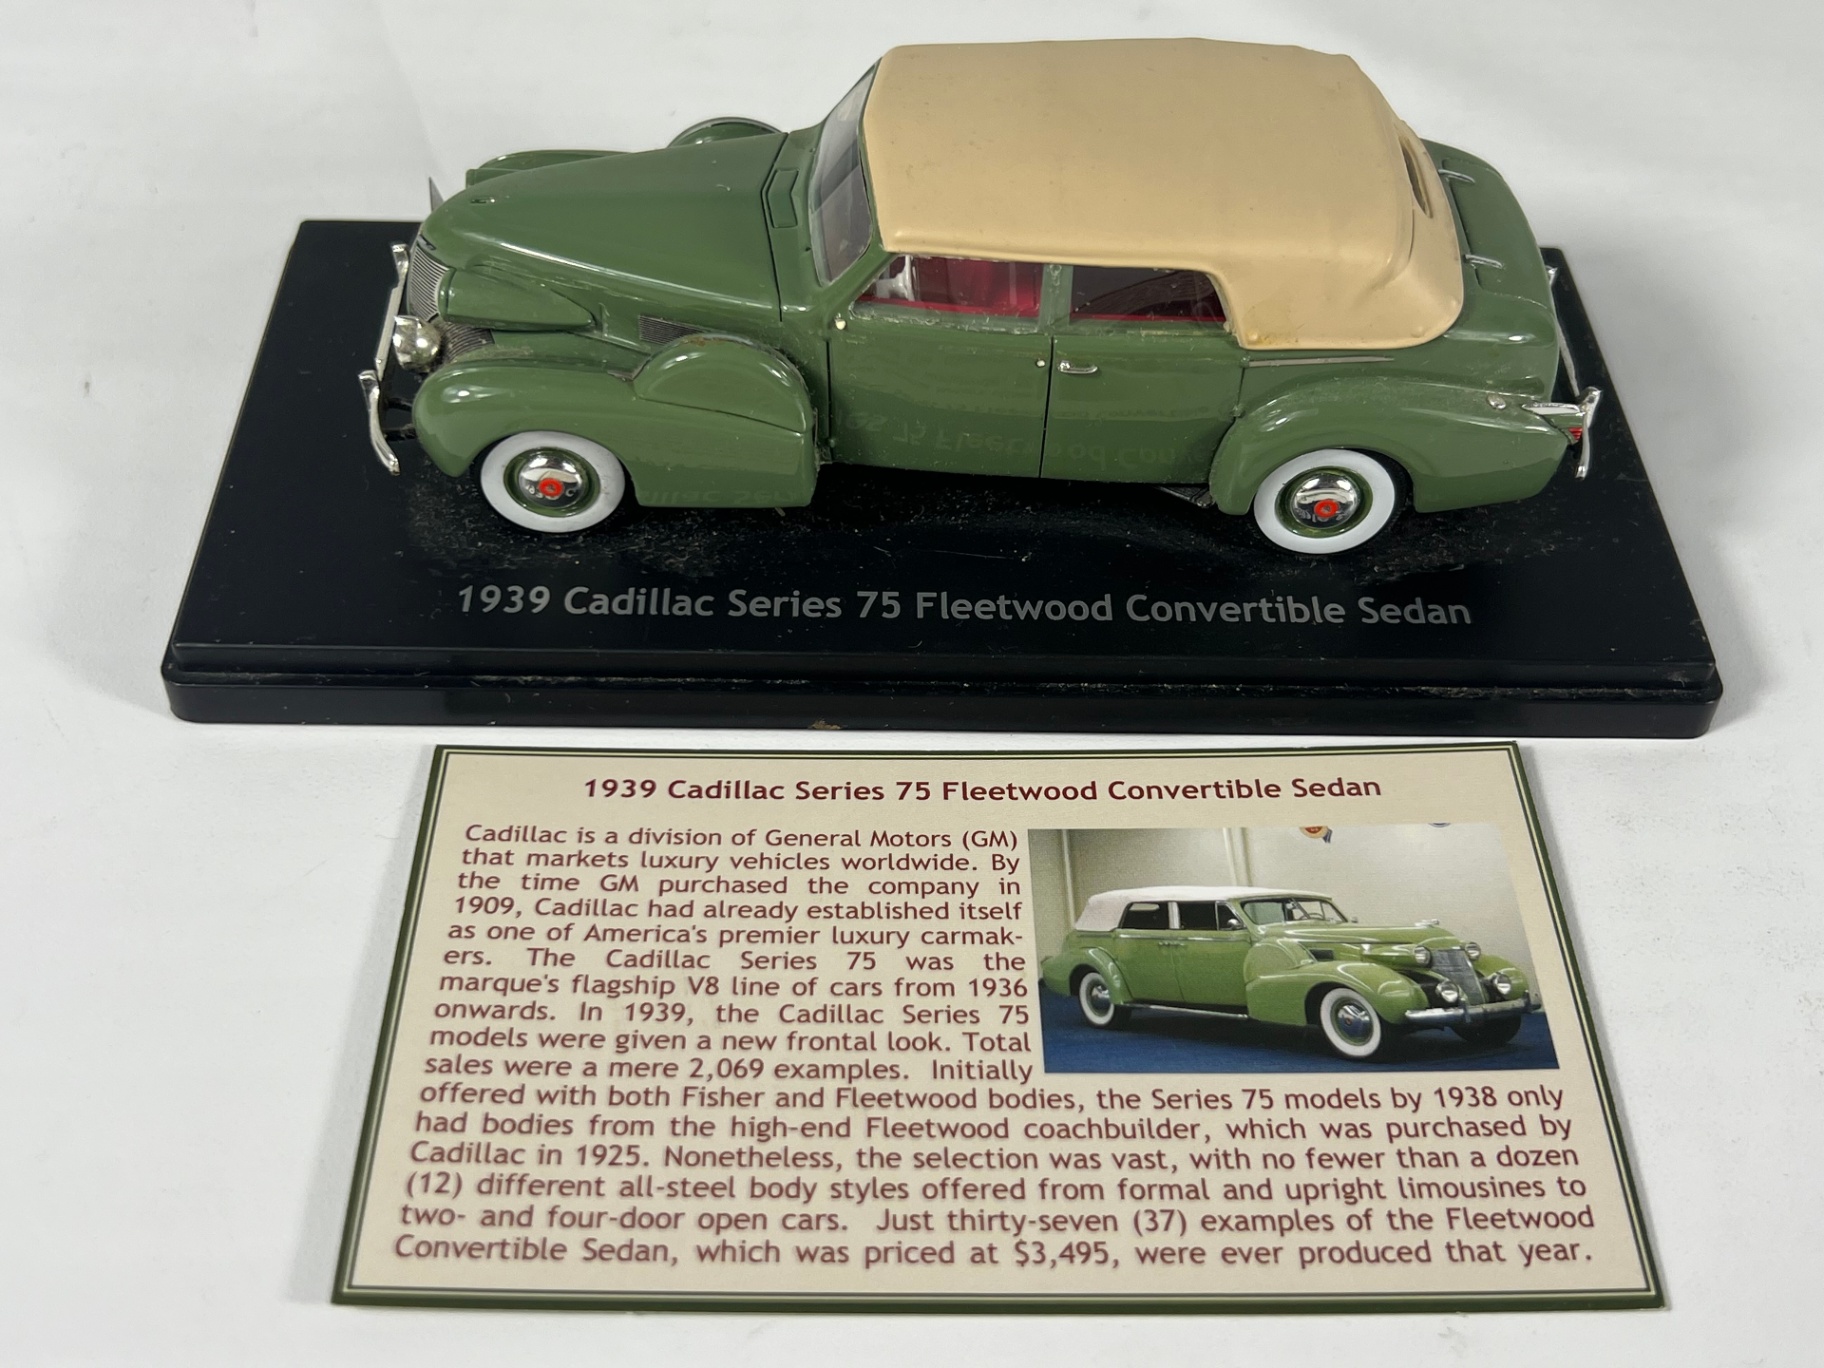 1939 Cadillac Series 75 Fleetwood Convertible Sedan
1939 Cadillac Series 75 Fleetwood Convertible Sedan
Cadillac is a division of General Motors (GM)
that markets luxury vehicles worldwide. By
the time GM purchased the company in
1909, Cadillac had already established itself
as one of America's premier luxury carmak-
ers. The Cadillac Series 75 was the
marque's flagship V8 line of cars from 1936
onwards. In 1939, the Cadillac Series 75
models were given a new frontal look. Total
sales were a mere 2,069 examples. Initially
offered with both Fisher and Fleetwood bodies, the Series 75 models by 1938 only
had bodies from the high-end Fleetwood coachbuilder, which was purchased by
Cadillac in 1925. Nonetheless, the selection was vast, with no fewer than a dozen
(12) different all-steel body styles offered from formal and upright limousines to
two- and four-door open cars. Just thirty-seven (37) examples of the Fleetwood
Convertible Sedan, which was priced at $3,495, were ever produced that year.